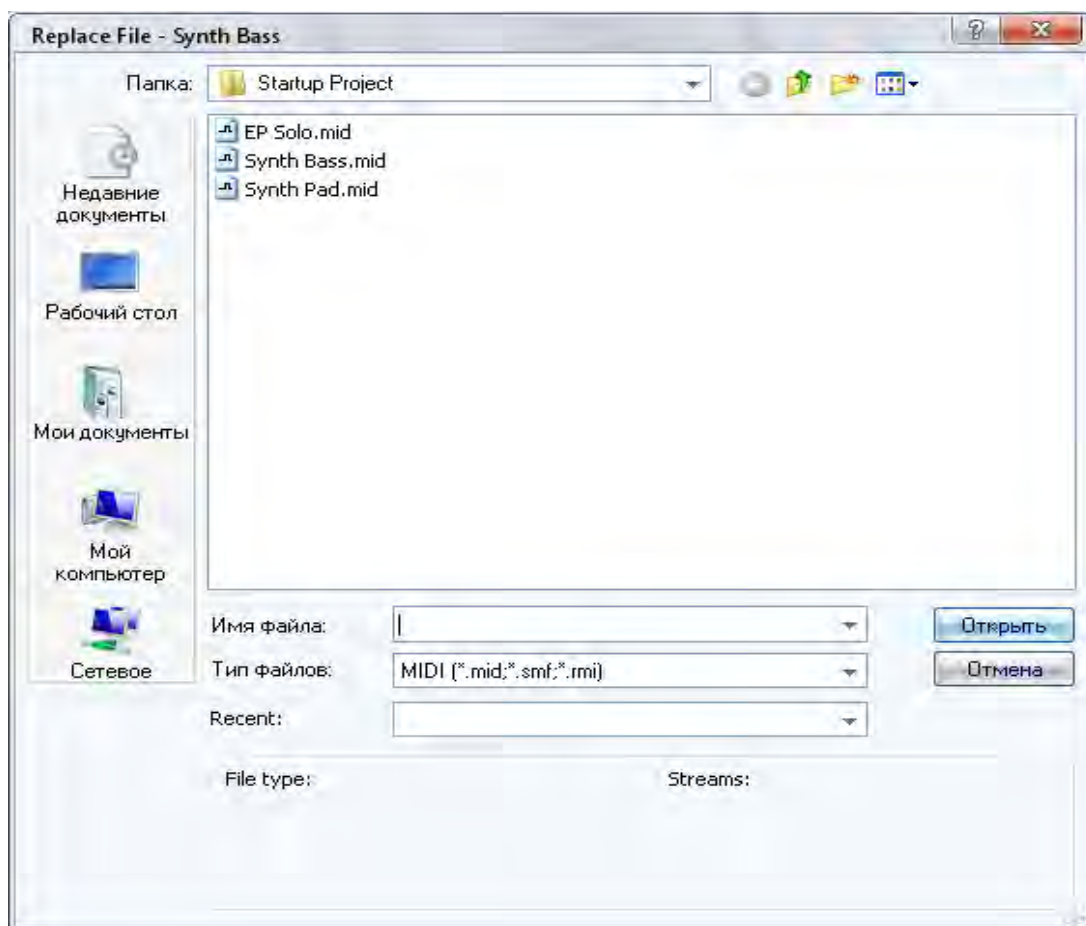 Replace File - Synth Bass
Папка: Startup Project
EP Solo.mid
Synth Bass.mid
Synth Pad.mid
Недавние
документы
Рабочий стол
Мои документы
Мой
компьютер
Сетевое
Имя файла:
Открыть
Тип файлов: MIDI (*.mid;*.smf;*.rmi)
Отмена
Recent:
File type: Streams: